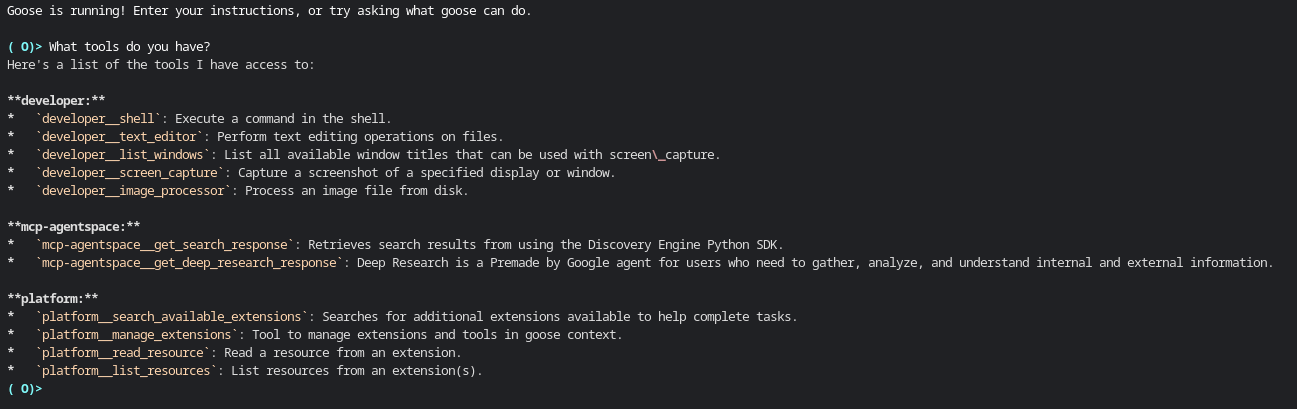 Goose is running! Enter your instructions, or try asking what goose can do.
( O)> What tools do you have?
Here's a list of the tools I have access to:
**developer:**
*   `developer__shell`: Execute a command in the shell.
*   `developer__text_editor`: Perform text editing operations on files.
*   `developer__list_windows`: List all available window titles that can be used with screen\_capture.
*   `developer__screen_capture`: Capture a screenshot of a specified display or window.
*   `developer__image_processor`: Process an image file from disk.
**mcp-agentspace:**
*   `mcp-agentspace__get_search_response`: Retrieves search results from using the Discovery Engine Python SDK.
*   `mcp-agentspace__get_deep_research_response`: Deep Research is a Premade by Google agent for users who need to gather, analyze, and understand internal and external information.
**platform:**
*   `platform__search_available_extensions`: Searches for additional extensions available to help complete tasks.
*   `platform__manage_extensions`: Tool to manage extensions and tools in goose context.
*   `platform__read_resource`: Read a resource from an extension.
*   `platform__list_resources`: List resources from an extension(s).
( O)>